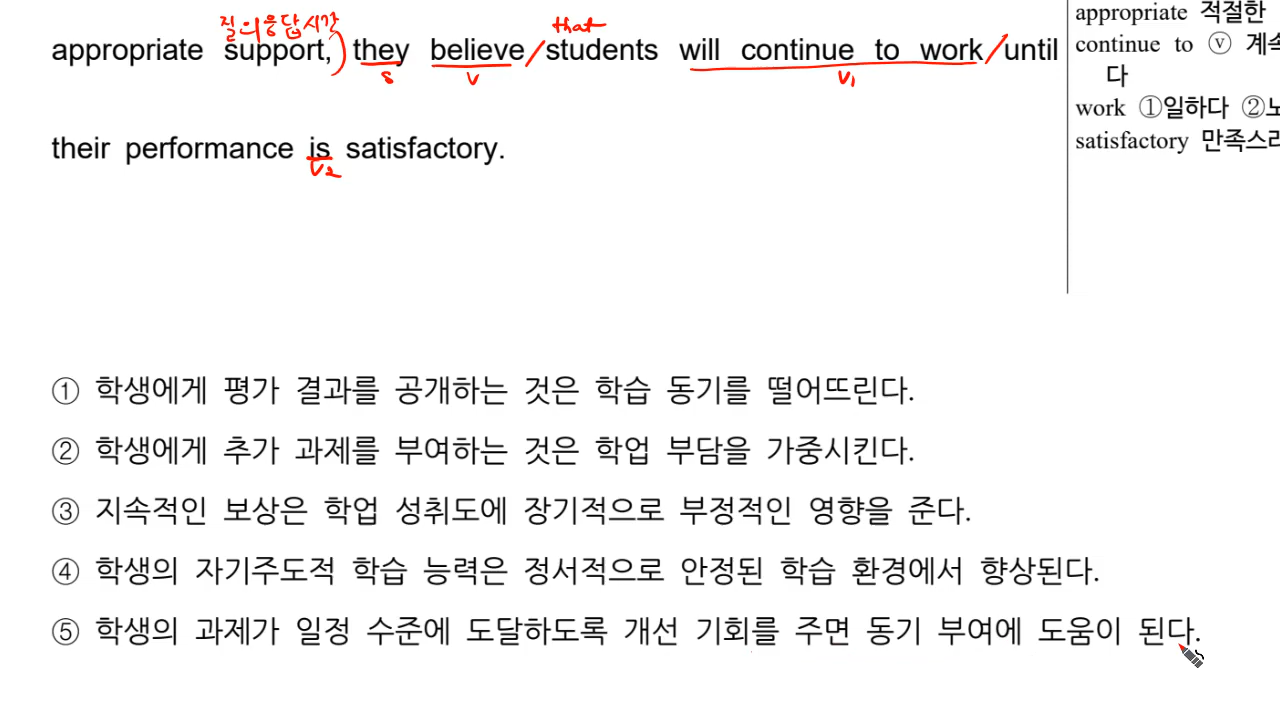 appropriate 적절한
질의응답시간 that
appropriate support,) they believe / students will continue to work / until
s v v₁
continue to ⓥ 계속
다
work ①일하다 ②노
their performance is satisfactory.
v₂
satisfactory 만족스러
① 학생에게 평가 결과를 공개하는 것은 학습 동기를 떨어뜨린다.
② 학생에게 추가 과제를 부여하는 것은 학업 부담을 가중시킨다.
③ 지속적인 보상은 학업 성취도에 장기적으로 부정적인 영향을 준다.
④ 학생의 자기주도적 학습 능력은 정서적으로 안정된 학습 환경에서 향상된다.
⑤ 학생의 과제가 일정 수준에 도달하도록 개선 기회를 주면 동기 부여에 도움이 된다.